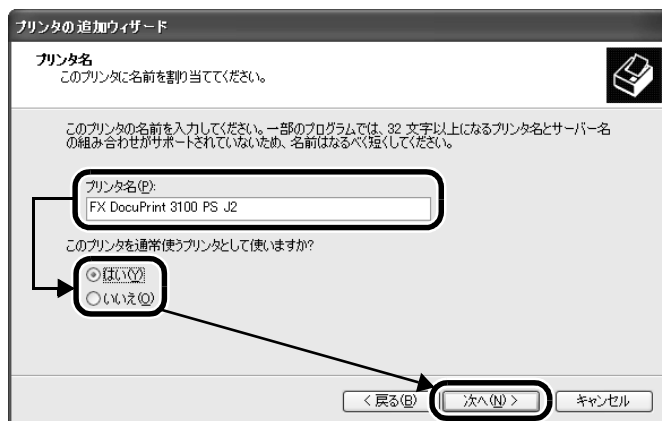 プリンタの追加ウィザード
プリンタ名
このプリンタに名前を割り当ててください。
このプリンタの名前を入力してください。一部のプログラムでは、32 文字以上になるプリンタ名とサーバー名
の組み合わせがサポートされていないため、名前はなるべく短くしてください。
プリンタ名(P):
FX DocuPrint 3100 PS J2
このプリンタを通常使うプリンタとして使いますか?
はい(Y)
いいえ(O)
< 戻る(B)
次へ(N) >
キャンセル